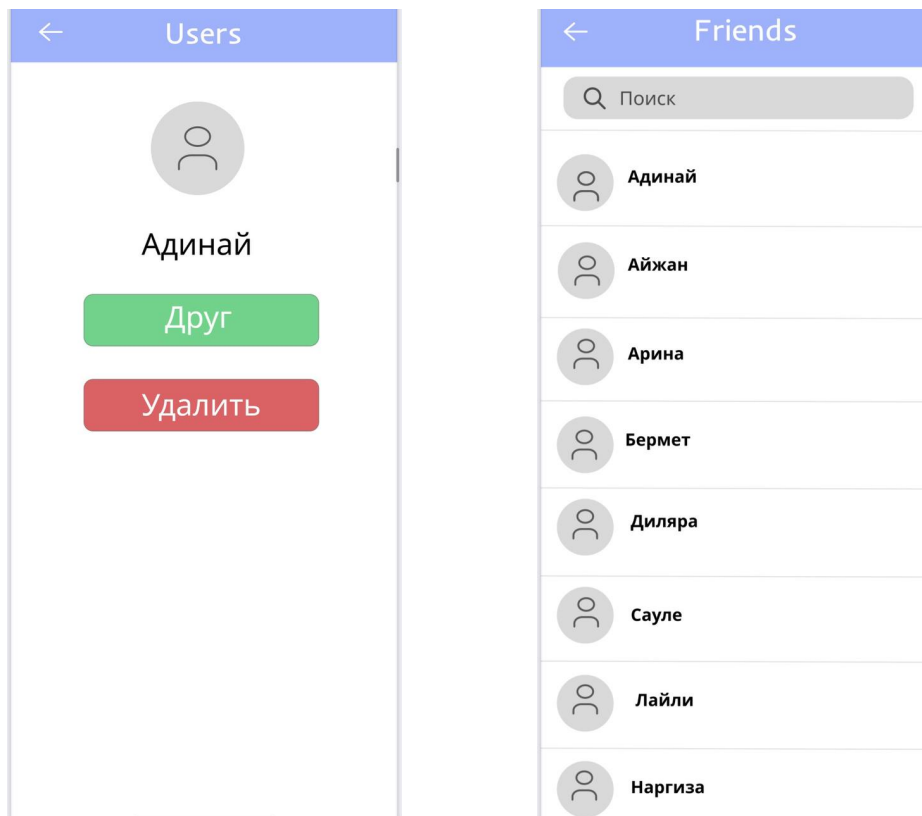 Users
Адинай
Друг
Удалить
Friends
Поиск
Адинай
Айжан
Арина
Бермет
Диляра
Сауле
Лайли
Наргиза